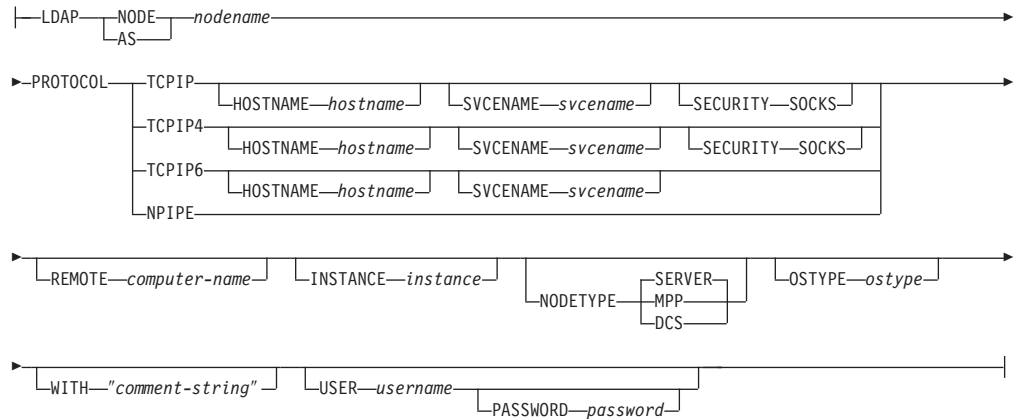 LDAP NODE nodename
AS
PROTOCOL TCPIP
HOSTNAME hostname SVCENAME svcename SECURITY SOCKS
TCPIP4
HOSTNAME hostname SVCENAME svcename SECURITY SOCKS
TCPIP6
HOSTNAME hostname SVCENAME svcename
NPIPE
REMOTE computer-name INSTANCE instance NODETYPE SERVER OSTYPE ostype
MPP
DCS
WITH "comment-string" USER username
PASSWORD password